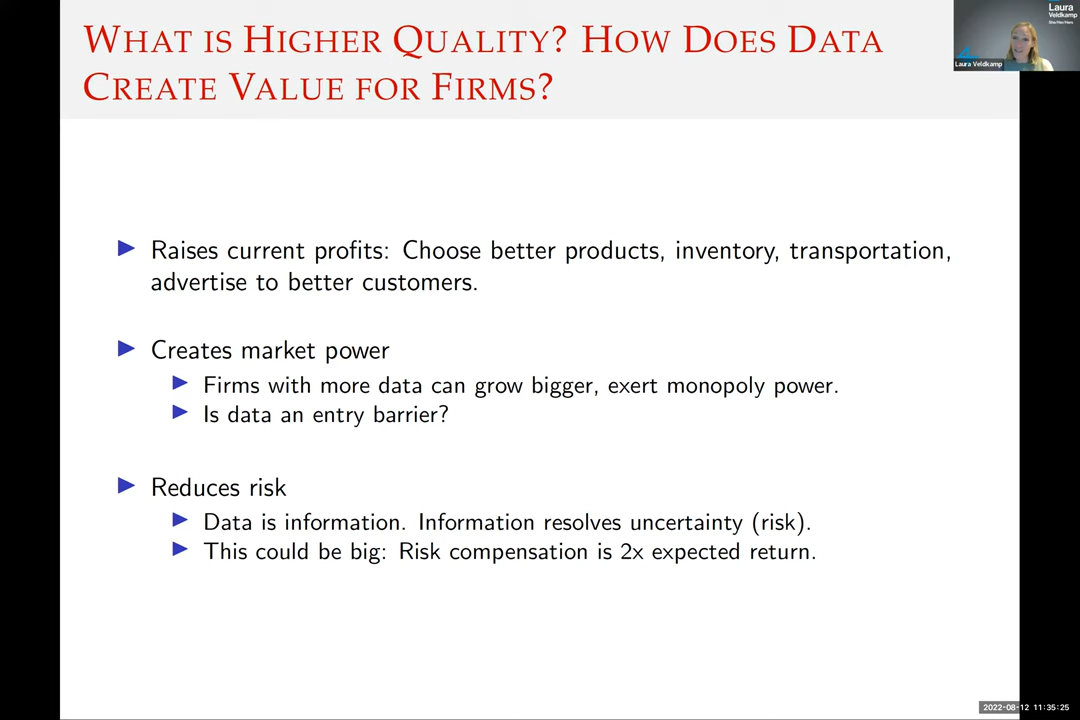 WHAT IS HIGHER QUALITY? HOW DOES DATA
CREATE VALUE FOR FIRMS?
Raises current profits: Choose better products, inventory, transportation,
advertise to better customers.
Creates market power
Firms with more data can grow bigger, exert monopoly power.
Is data an entry barrier?
Reduces risk
Data is information. Information resolves uncertainty (risk).
This could be big: Risk compensation is 2x expected return.
Laura
Veldkamp
She/Her/Hers
Laura Veldkamp
2022-08-12 11:35:25